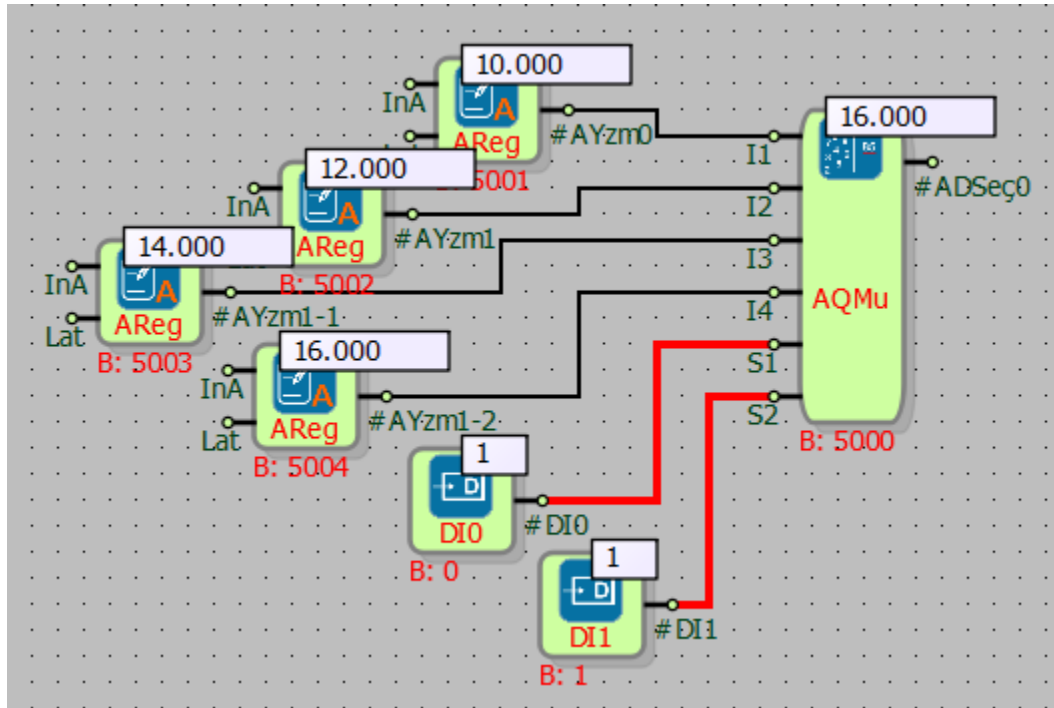 10.000
InA
AReg
#AYzm0
5001
12.000
InA
AReg
#AYzm1
B: 5002
14.000
InA
Lat
AReg
#AYzm1-1
B: 5003
16.000
InA
Lat
AReg
#AYzm1-2
B: 5004
1
DI0
#DI0
B: 0
1
DI1
#DI1
B: 1
16.000
I1
I2
I3
I4
S1
S2
AQMu
#ADSeç0
B: 5000